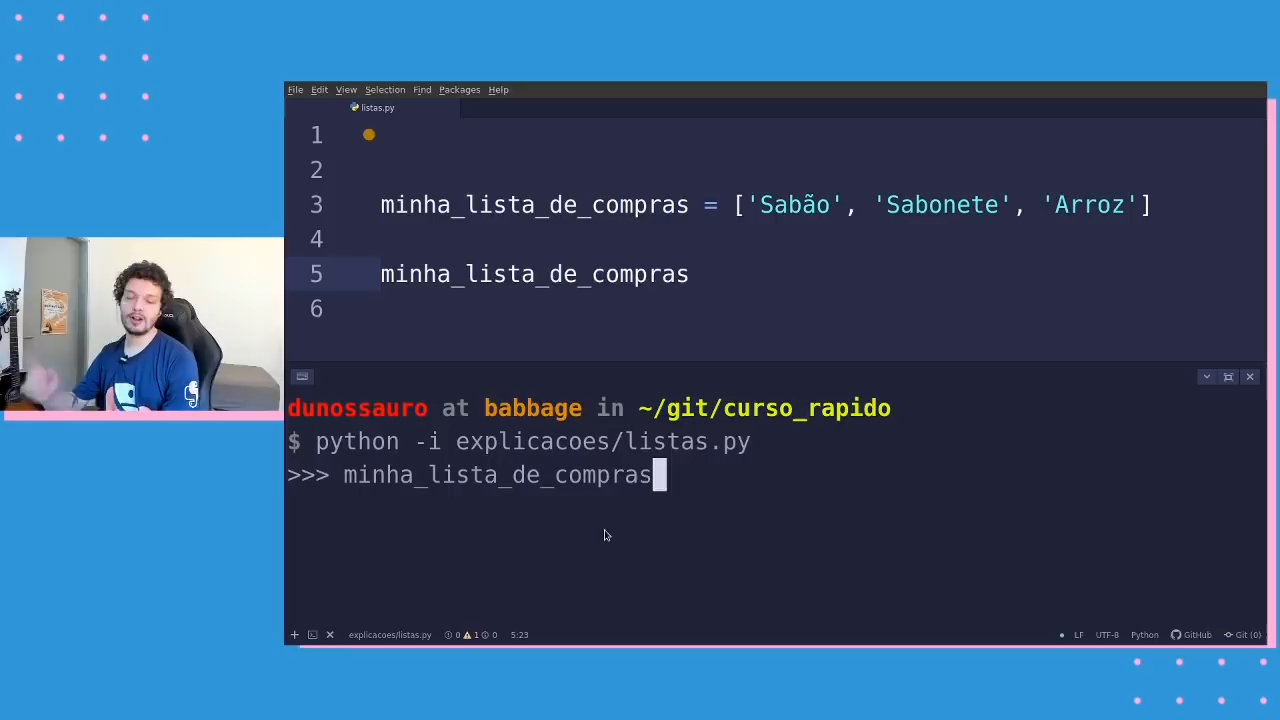 File Edit View Selection Find Packages Help
listas.py
1
2
3 minha_lista_de_compras = ['Sabão', 'Sabonete', 'Arroz']
4
5 minha_lista_de_compras
6
dunossauro at babbage in ~/git/curso_rapido
$ python -i explicacoes/listas.py
>>> minha_lista_de_compras
explicacoes/listas.py 0 1 0 5:23 LF UTF-8 Python GitHub Git (0)